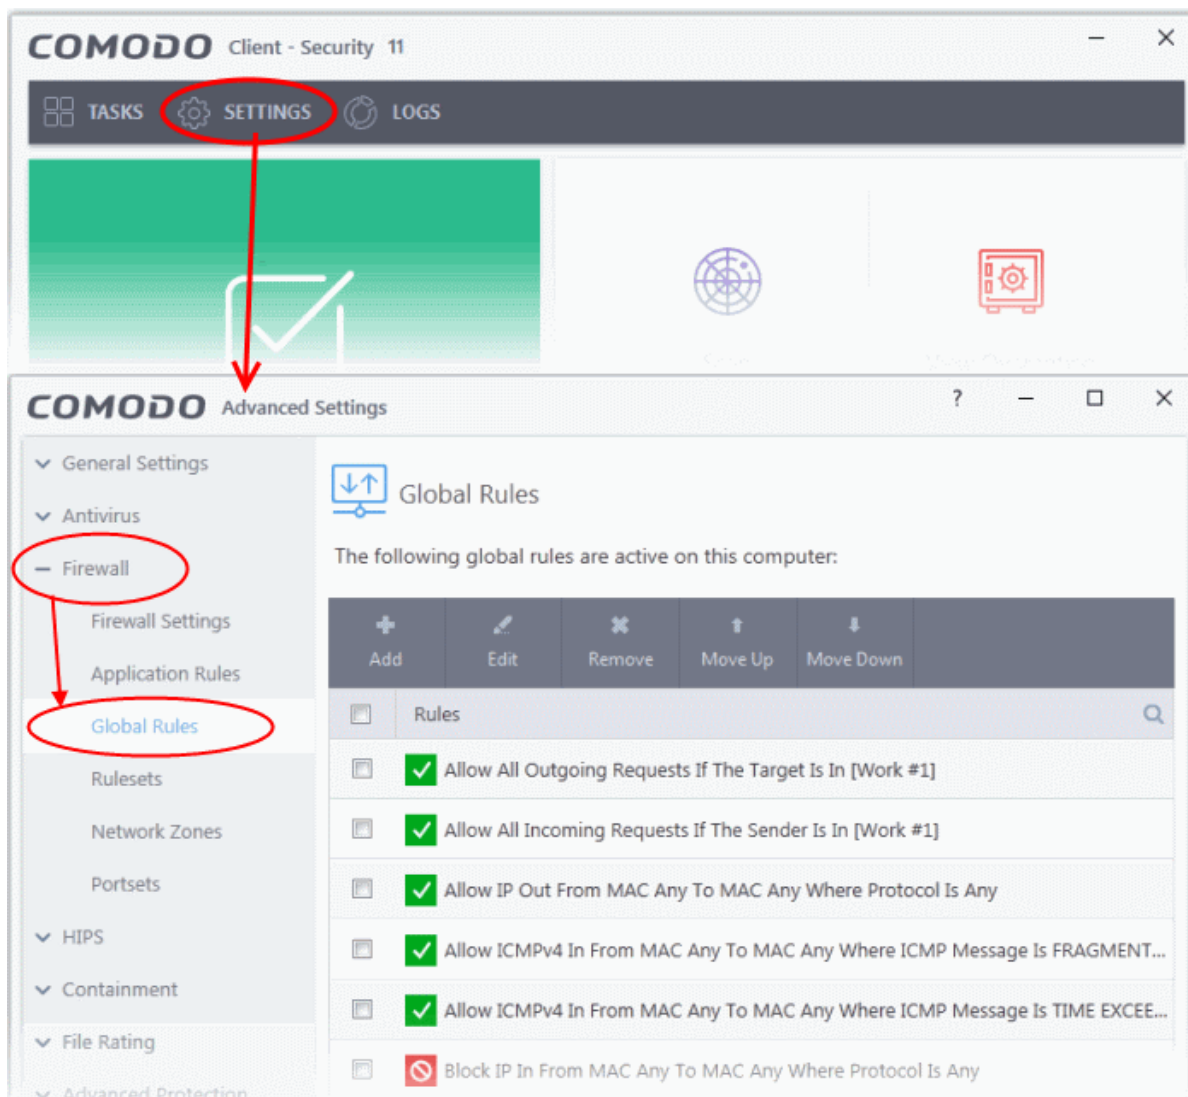 COMODO Client - Security 11
TASKS SETTINGS LOGS
Scan View Quarantine
COMODO Advanced Settings ?
General Settings
Antivirus
Firewall
Firewall Settings
Application Rules
Global Rules
Rulesets
Network Zones
Portsets
HIPS
Containment
File Rating
Advanced Protection
Global Rules
The following global rules are active on this computer:
Add Edit Remove Move Up Move Down
Rules
Allow All Outgoing Requests If The Target Is In [Work #1]
Allow All Incoming Requests If The Sender Is In [Work #1]
Allow IP Out From MAC Any To MAC Any Where Protocol Is Any
Allow ICMPv4 In From MAC Any To MAC Any Where ICMP Message Is FRAGMENT...
Allow ICMPv4 In From MAC Any To MAC Any Where ICMP Message Is TIME EXCEE...
Block IP In From MAC Any To MAC Any Where Protocol Is Any